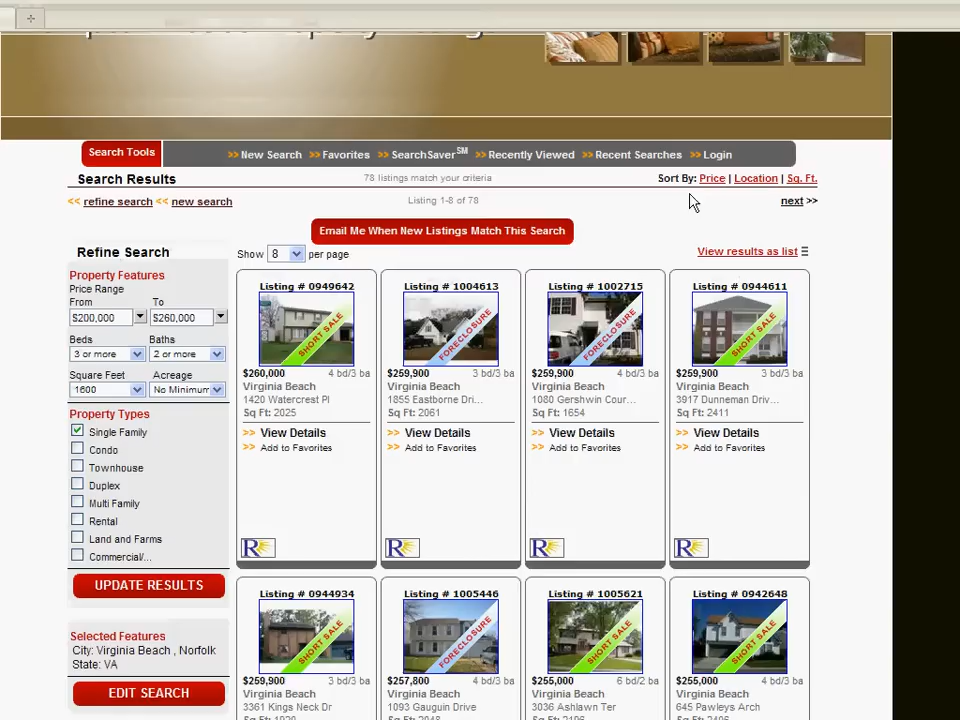 Search Tools
>> New Search >> Favorites >> SearchSaver SM >> Recently Viewed >> Recent Searches >> Login
Search Results
78 listings match your criteria
Sort By: Price | Location | Sq. Ft.
<< refine search << new search
Listing 1-8 of 78
next >>
Email Me When New Listings Match This Search
Refine Search
Show 8 per page
View results as list
Property Features
Price Range
From To
$200,000 $260,000
Beds Baths
3 or more 2 or more
Square Feet Acreage
1600 No Minimum
Property Types
Single Family
Condo
Townhouse
Duplex
Multi Family
Rental
Land and Farms
Commercial/...
UPDATE RESULTS
Selected Features
City: Virginia Beach , Norfolk
State: VA
EDIT SEARCH
Listing # 0949642
SHORT SALE
$260,000 4 bd/3 ba
Virginia Beach
1420 Watercrest Pl
Sq Ft: 2025
>> View Details
>> Add to Favorites
R
Listing # 1004613
FORECLOSURE
$259,900 3 bd/3 ba
Virginia Beach
1855 Eastborne Dri...
Sq Ft: 2061
>> View Details
>> Add to Favorites
R
Listing # 1002715
FORECLOSURE
$259,900 4 bd/3 ba
Virginia Beach
1080 Gershwin Cour...
Sq Ft: 1654
>> View Details
>> Add to Favorites
R
Listing # 0944611
SHORT SALE
$259,900 3 bd/3 ba
Virginia Beach
3917 Dunneman Driv...
Sq Ft: 2411
>> View Details
>> Add to Favorites
R
Listing # 0944934
SHORT SALE
$259,900 3 bd/3 ba
Virginia Beach
3361 Kings Neck Dr
Listing # 1005446
FORECLOSURE
$257,800 4 bd/3 ba
Virginia Beach
1093 Gauguin Drive
Listing # 1005621
SHORT SALE
$255,000 6 bd/2 ba
Virginia Beach
3036 Ashlawn Ter
Listing # 0942648
SHORT SALE
$255,000 4 bd/3 ba
Virginia Beach
645 Pawleys Arch